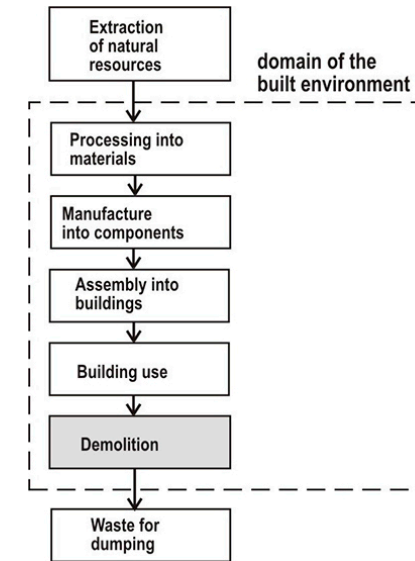 Extraction
of natural
resources
domain of the
built environment
Processing into
materials
Manufacture
into components
Assembly into
buildings
Building use
Demolition
Waste for
dumping